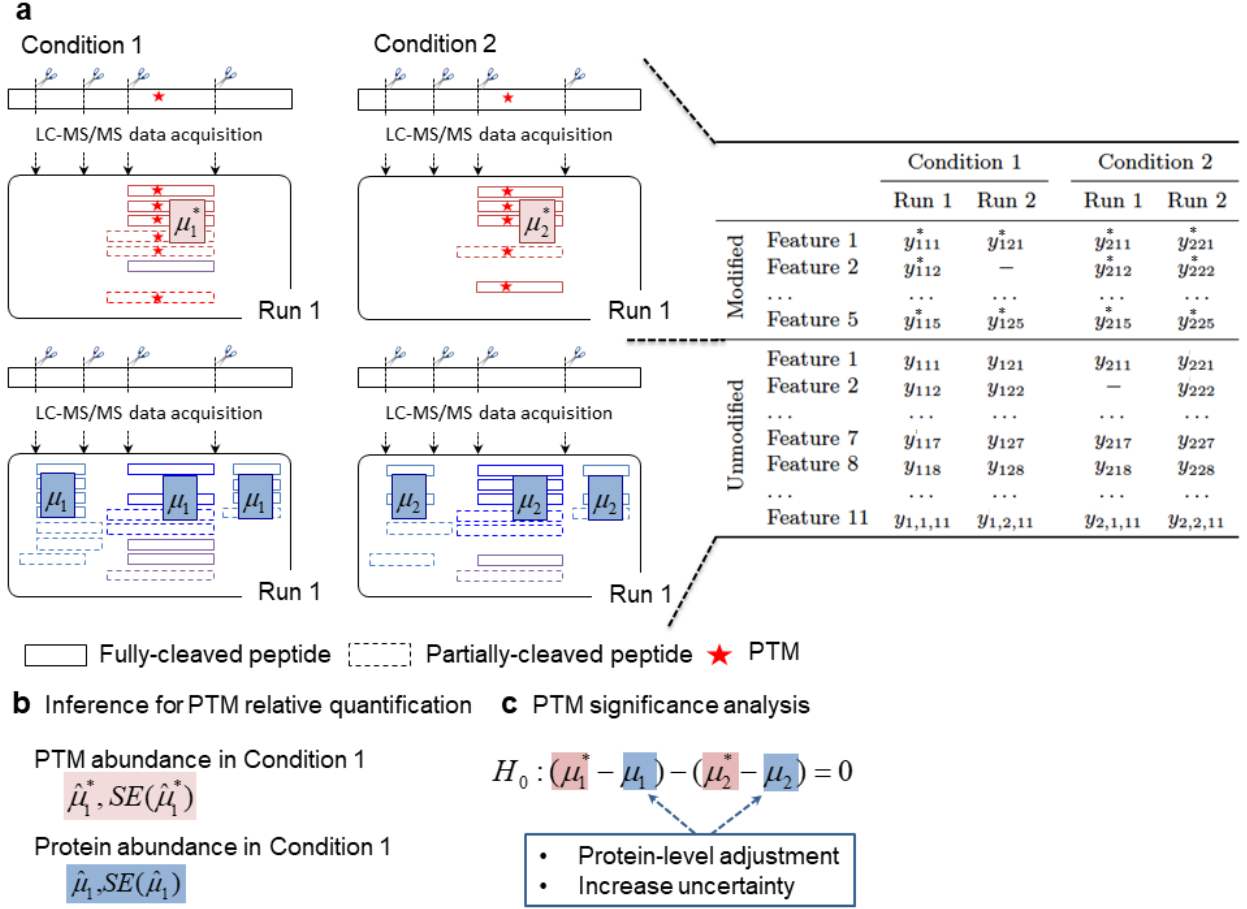 a
Condition 1
Condition 2
LC-MS/MS data acquisition
LC-MS/MS data acquisition
μ₁*
μ₂*
Run 1
Run 1
LC-MS/MS data acquisition
LC-MS/MS data acquisition
μ₁ μ₁ μ₁
μ₂ μ₂ μ₂
Run 1
Run 1
Condition 1 Condition 2
Run 1 Run 2 Run 1 Run 2
Modified
Feature 1 y*₁₁₁ y*₁₂₁ y*₂₁₁ y*₂₂₁
Feature 2 y*₁₁₂ – y*₂₁₂ y*₂₂₂
... ... ... ... ...
Feature 5 y*₁₁₅ y*₁₂₅ y*₂₁₅ y*₂₂₅
Unmodified
Feature 1 y₁₁₁ y₁₂₁ y₂₁₁ y₂₂₁
Feature 2 y₁₁₂ y₁₂₂ – y₂₂₂
... ... ... ... ...
Feature 7 y₁₁₇ y₁₂₇ y₂₁₇ y₂₂₇
Feature 8 y₁₁₈ y₁₂₈ y₂₁₈ y₂₂₈
... ... ... ... ...
Feature 11 y₁,₁,₁₁ y₁,₂,₁₁ y₂,₁,₁₁ y₂,₂,₁₁
Fully-cleaved peptide Partially-cleaved peptide ★ PTM
b Inference for PTM relative quantification
PTM abundance in Condition 1
μ̂₁*, SE(μ̂₁*)
Protein abundance in Condition 1
μ̂₁, SE(μ̂₁)
c PTM significance analysis
H₀ : (μ₁* − μ₁) − (μ₂* − μ₂) = 0
• Protein-level adjustment
• Increase uncertainty